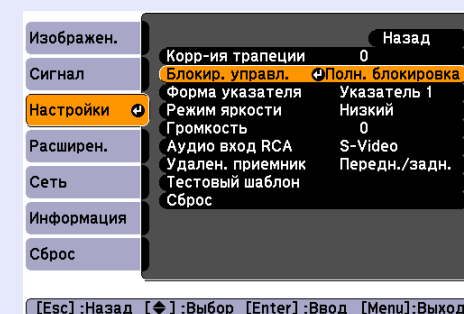 Изображен.
Сигнал
Настройки
Расширен.
Сеть
Информация
Сброс
Назад
Корр-ия трапеции 0
Блокир. управл. Полн. блокировка
Форма указателя Указатель 1
Режим яркости Низкий
Громкость 0
Аудио вход RCA S-Video
Удален. приемник Передн./задн.
Тестовый шаблон
Сброс
[Esc] :Назад [◆] :Выбор [Enter] :Ввод [Menu]:Выход